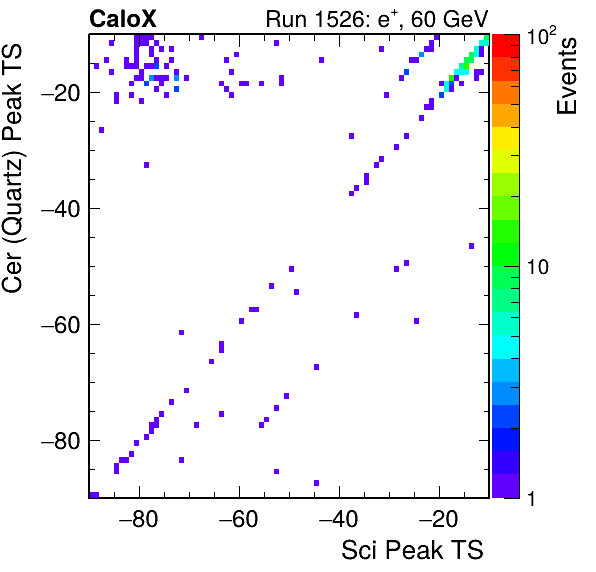 CaloX Run 1526: e⁺, 60 GeV
Cer (Quartz) Peak TS
−20
−40
−60
−80
−80 −60 −40 −20
Sci Peak TS
10²
10
1
Events